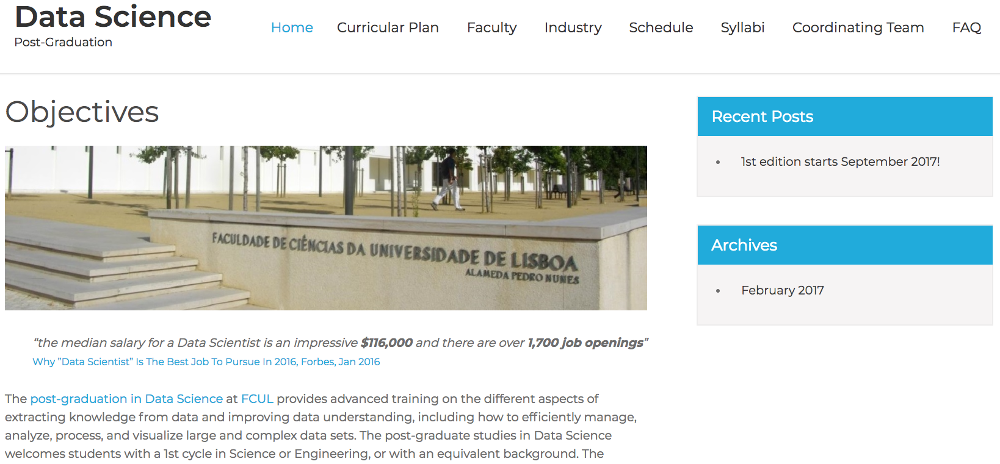 Data Science
Post-Graduation
Home Curricular Plan Faculty Industry Schedule Syllabi Coordinating Team FAQ
Objectives
FACULDADE DE CIÊNCIAS DA UNIVERSIDADE DE LISBOA
ALAMEDA PEDRO NUNES
“the median salary for a Data Scientist is an impressive $116,000 and there are over 1,700 job openings”
Why ”Data Scientist” Is The Best Job To Pursue In 2016, Forbes, Jan 2016
The post-graduation in Data Science at FCUL provides advanced training on the different aspects of
extracting knowledge from data and improving data understanding, including how to efficiently manage,
analyze, process, and visualize large and complex data sets. The post-graduate studies in Data Science
welcomes students with a 1st cycle in Science or Engineering, or with an equivalent background. The
Recent Posts
• 1st edition starts September 2017!
Archives
• February 2017